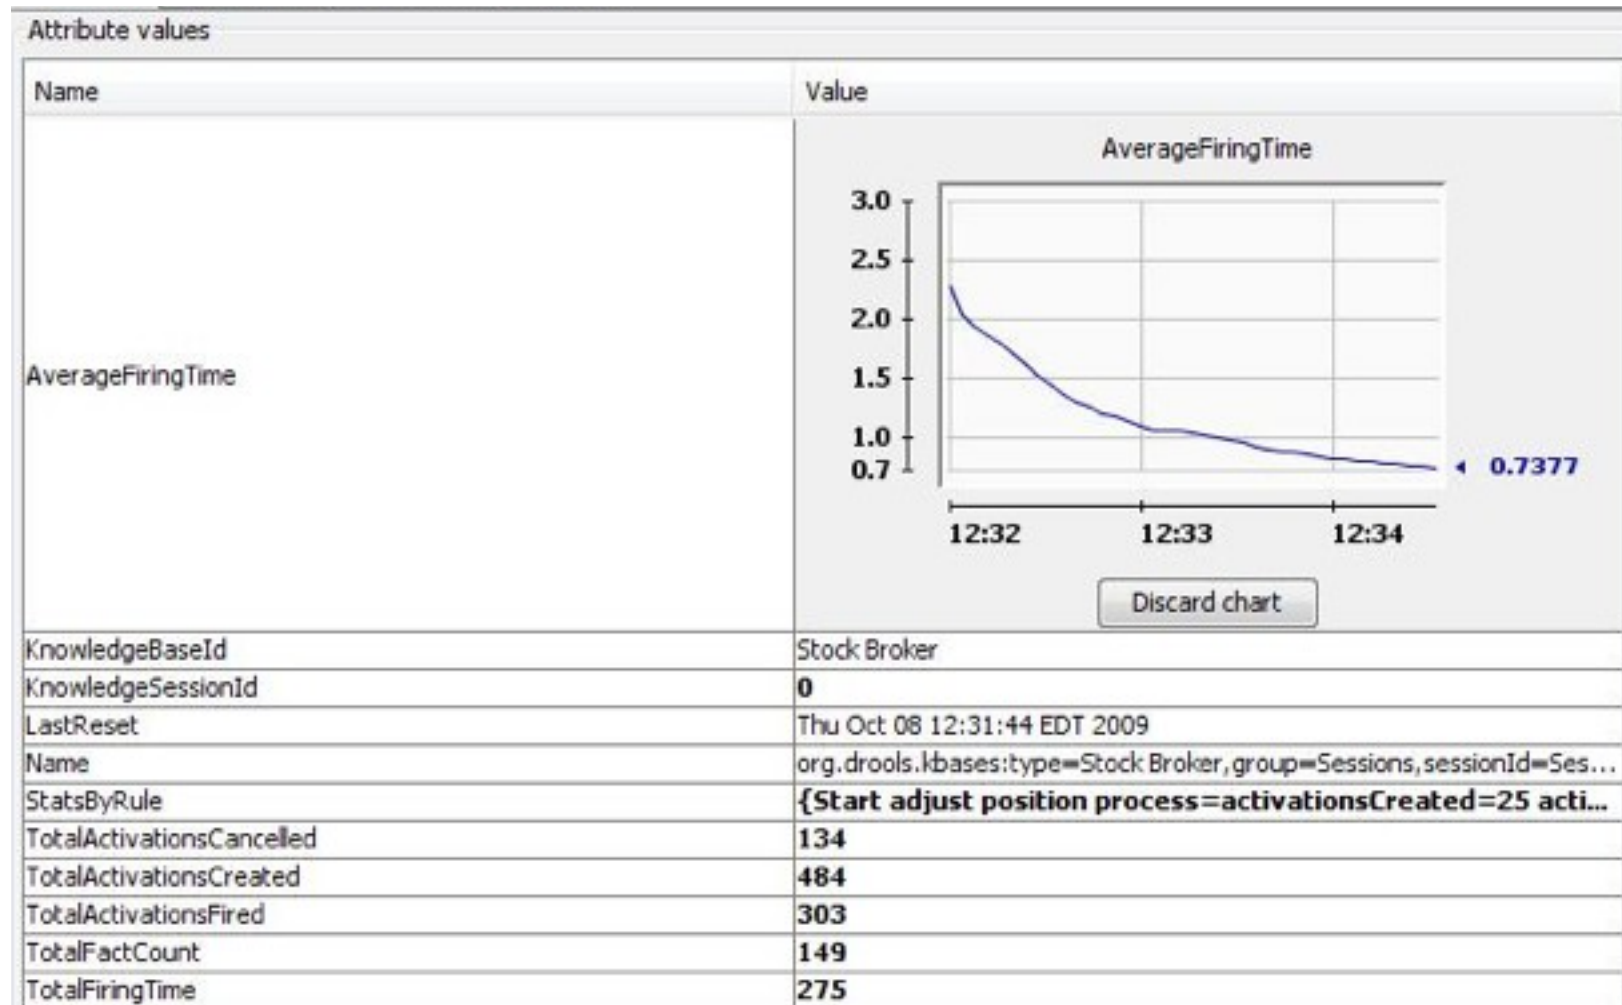 Attribute values
Name Value
AverageFiringTime
AverageFiringTime
3.0
2.5
2.0
1.5
1.0
0.7
0.7377
12:32 12:33 12:34
Discard chart
KnowledgeBaseId Stock Broker
KnowledgeSessionId 0
LastReset Thu Oct 08 12:31:44 EDT 2009
Name org.drools.kbases:type=Stock Broker,group=Sessions,sessionId=Ses...
StatsByRule {Start adjust position process=activationsCreated=25 acti...
TotalActivationsCancelled 134
TotalActivationsCreated 484
TotalActivationsFired 303
TotalFactCount 149
TotalFiringTime 275